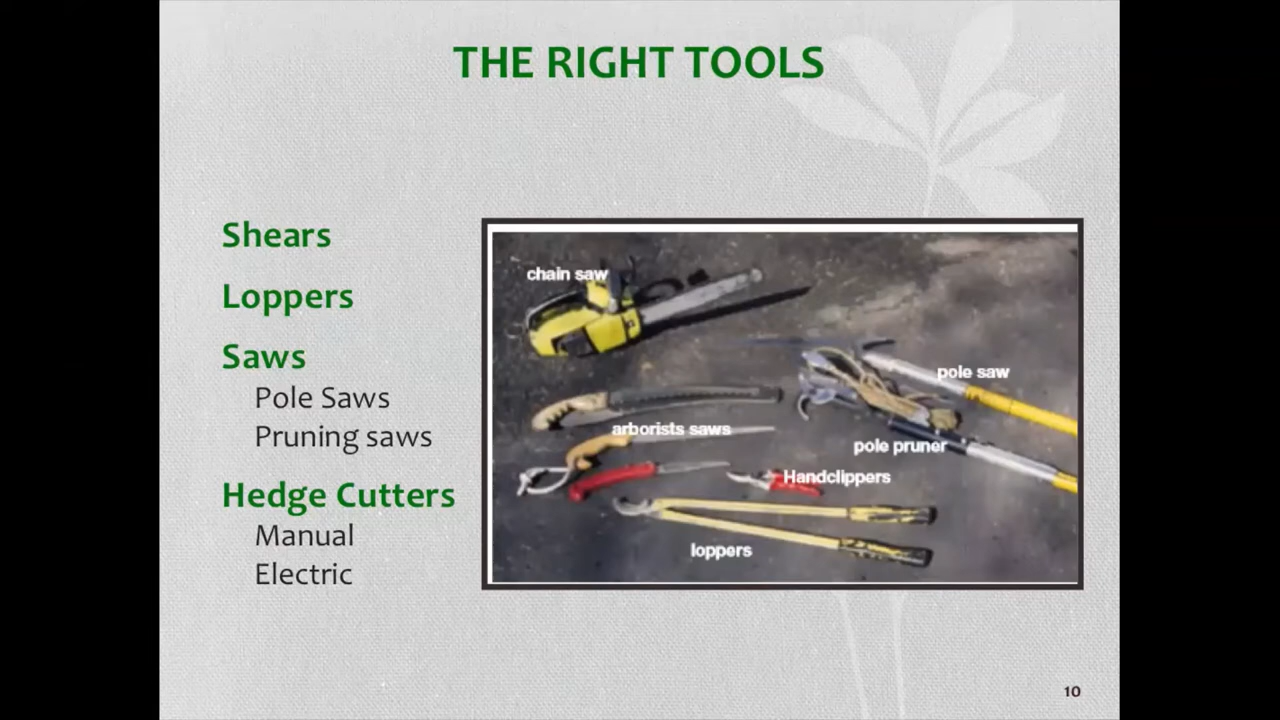 THE RIGHT TOOLS
Shears
Loppers
Saws
Pole Saws
Pruning saws
Hedge Cutters
Manual
Electric
chain saw
pole saw
arborists saws
pole pruner
Handclippers
loppers
10